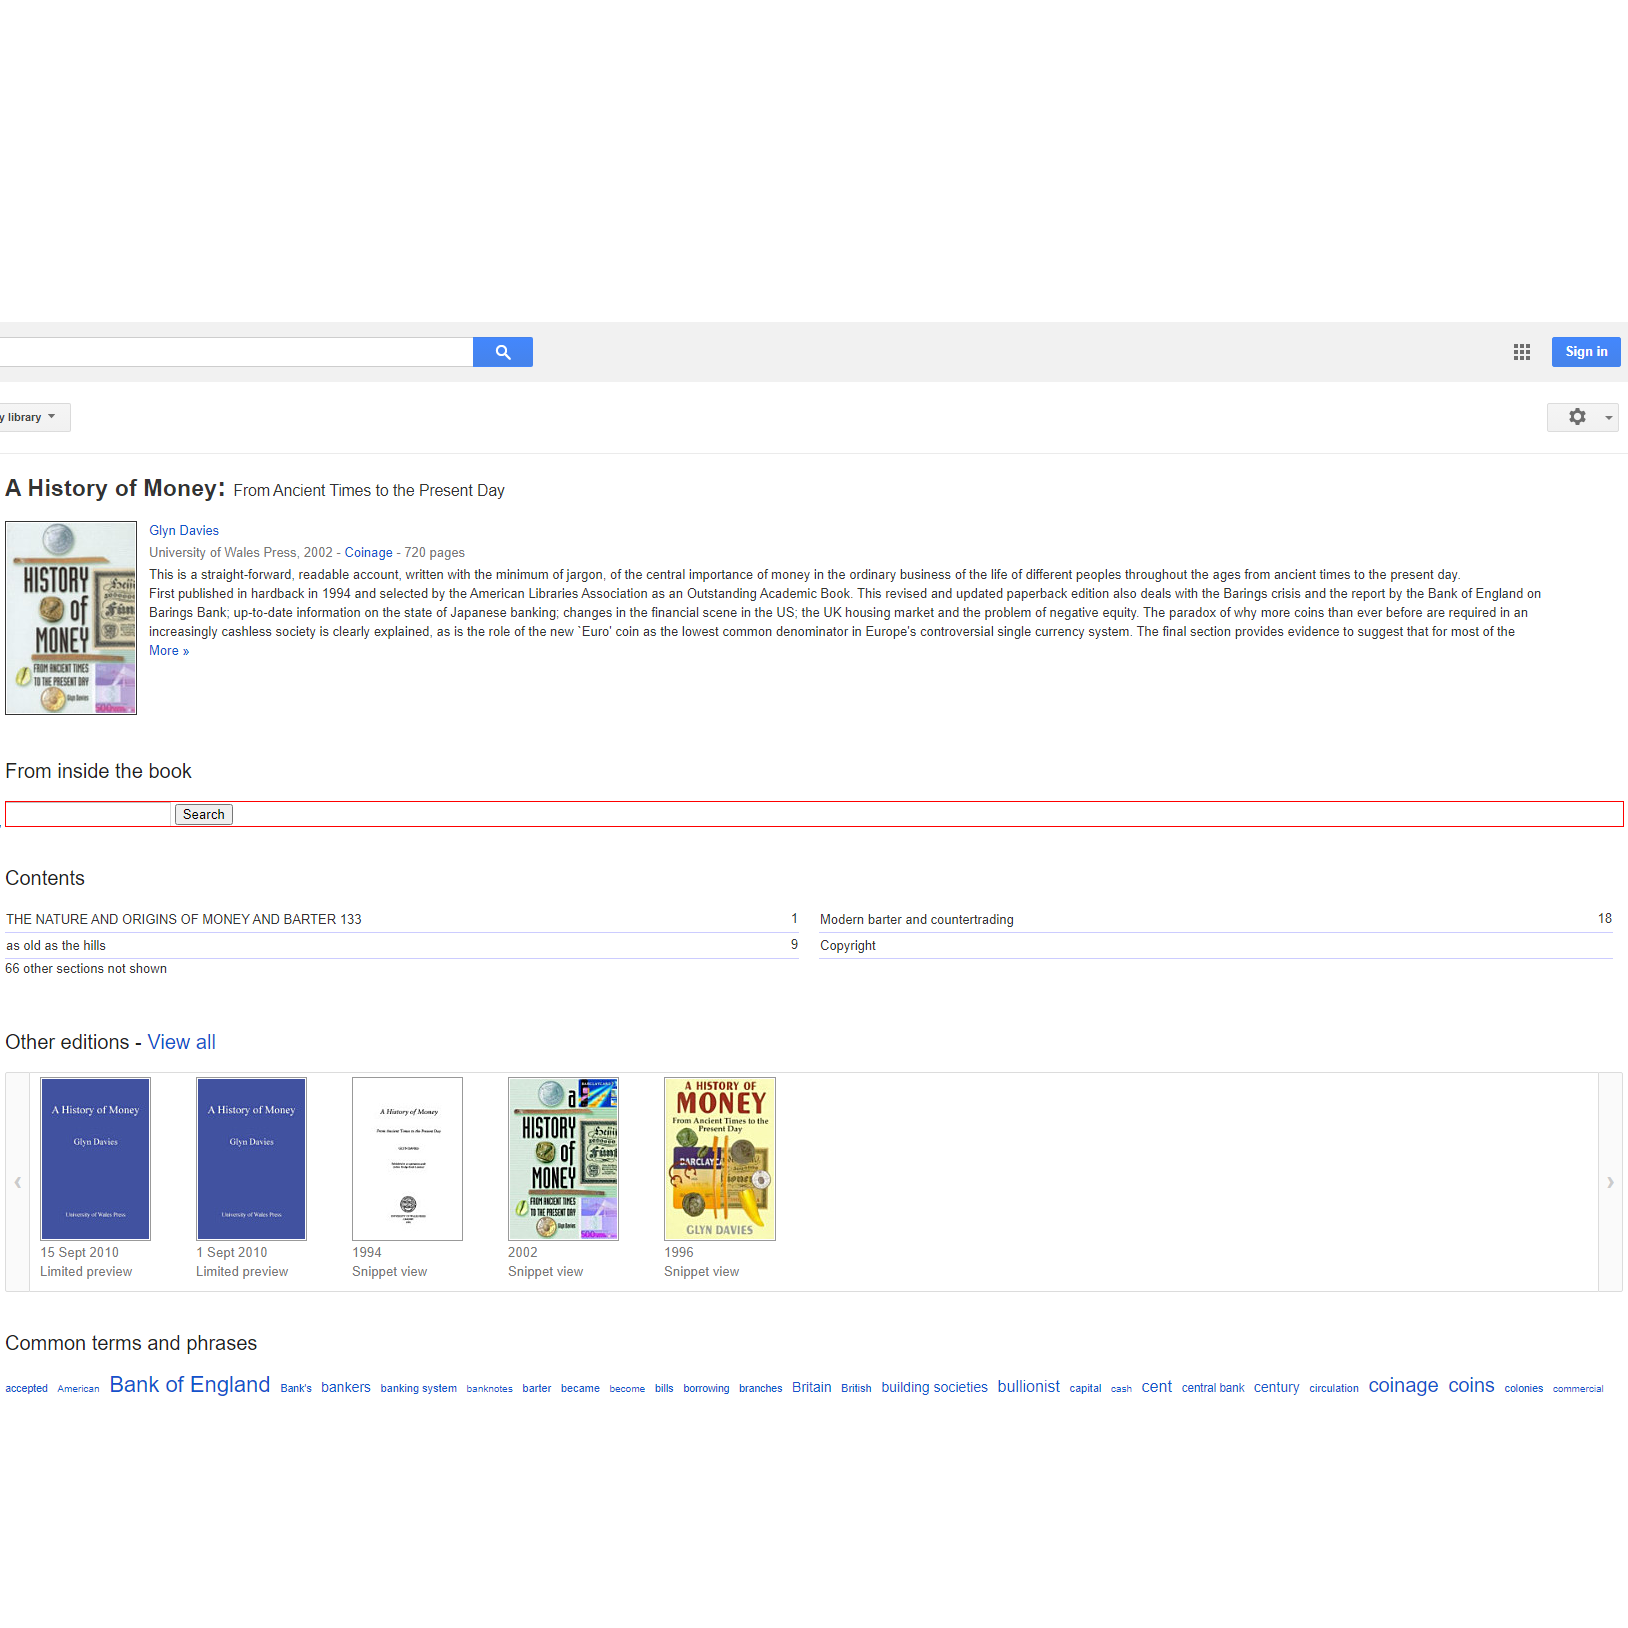 Sign in
y library
A History of Money: From Ancient Times to the Present Day
HISTORY
of
MONEY
FROM ANCIENT TIMES
TO THE PRESENT DAY
Glyn Davies
500
Glyn Davies
University of Wales Press, 2002 - Coinage - 720 pages
This is a straight-forward, readable account, written with the minimum of jargon, of the central importance of money in the ordinary business of the life of different peoples throughout the ages from ancient times to the present day.
First published in hardback in 1994 and selected by the American Libraries Association as an Outstanding Academic Book. This revised and updated paperback edition also deals with the Barings crisis and the report by the Bank of England on
Barings Bank; up-to-date information on the state of Japanese banking; changes in the financial scene in the US; the UK housing market and the problem of negative equity. The paradox of why more coins than ever before are required in an
increasingly cashless society is clearly explained, as is the role of the new `Euro' coin as the lowest common denominator in Europe's controversial single currency system. The final section provides evidence to suggest that for most of the
More »
From inside the book
Search
Contents
THE NATURE AND ORIGINS OF MONEY AND BARTER 133 1
Modern barter and countertrading 18
as old as the hills 9
Copyright
66 other sections not shown
Other editions - View all
A History of Money
Glyn Davies
University of Wales Press
15 Sept 2010
Limited preview
A History of Money
Glyn Davies
University of Wales Press
1 Sept 2010
Limited preview
A History of Money
From Ancient Times to the Present Day
GLYN DAVIES
1994
Snippet view
a
HISTORY
of
MONEY
FROM ANCIENT TIMES
TO THE PRESENT DAY
Glyn Davies
500
2002
Snippet view
A HISTORY OF
MONEY
From Ancient Times to the
Present Day
GLYN DAVIES
1996
Snippet view
Common terms and phrases
accepted American Bank of England Bank's bankers banking system banknotes barter became become bills borrowing branches Britain British building societies bullionist capital cash cent central bank century circulation coinage coins colonies commercial